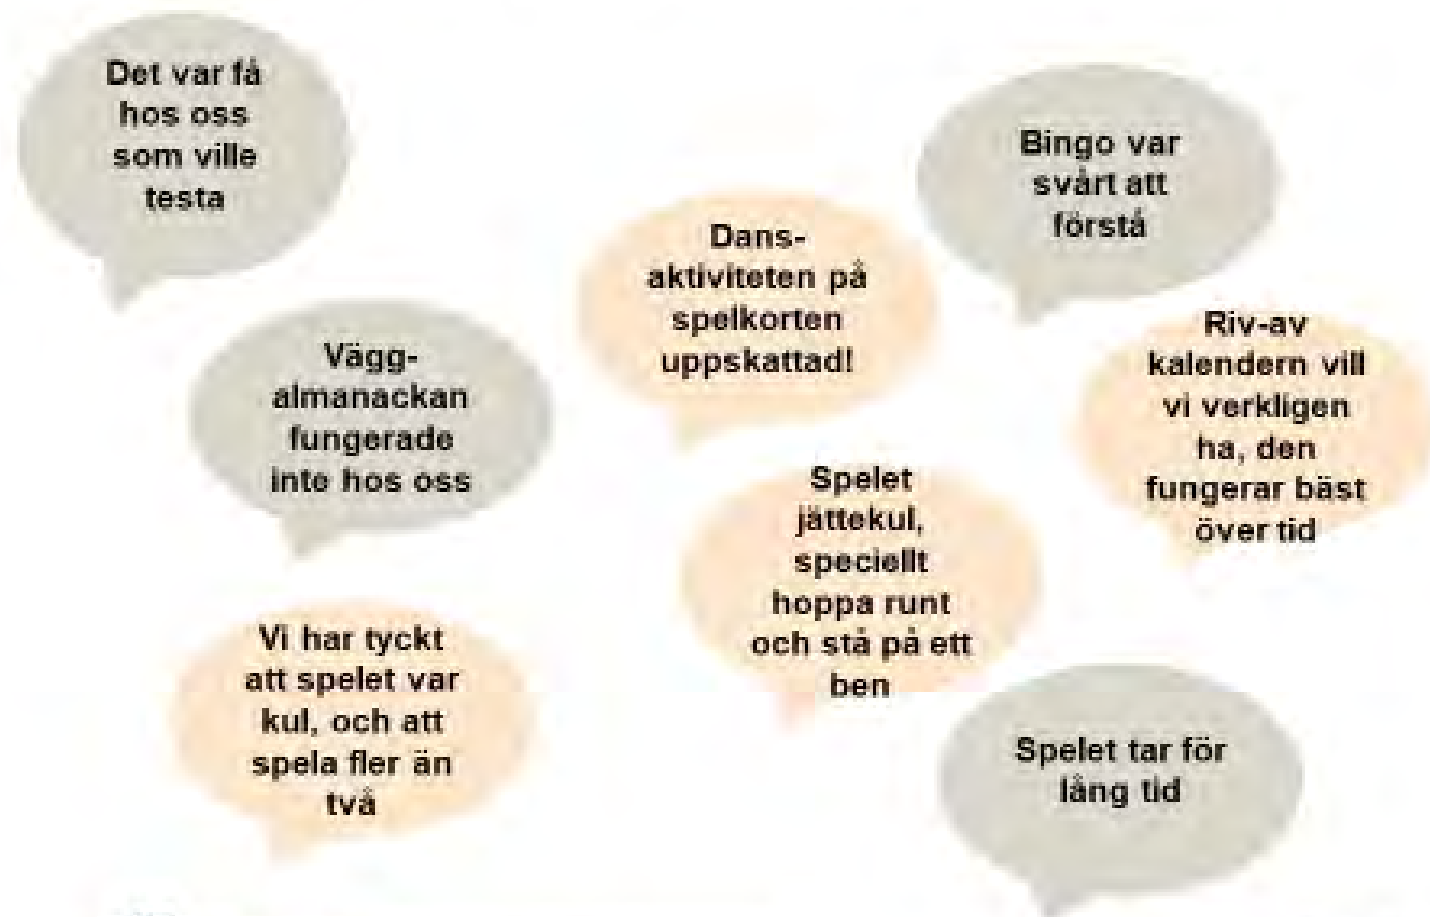 Det var få
hos oss
som ville
testa
Bingo var
svårt att
förstå
Dans-
aktiviteten på
spelkorten
uppskattad!
Vägg-
almanackan
fungerade
inte hos oss
Riv-av
kalendern vill
vi verkligen
ha, den
fungerar bäst
över tid
Spelet
jättekul,
speciellt
hoppa runt
och stå på ett
ben
Vi har tyckt
att spelet var
kul, och att
spela fler än
två
Spelet tar för
lång tid